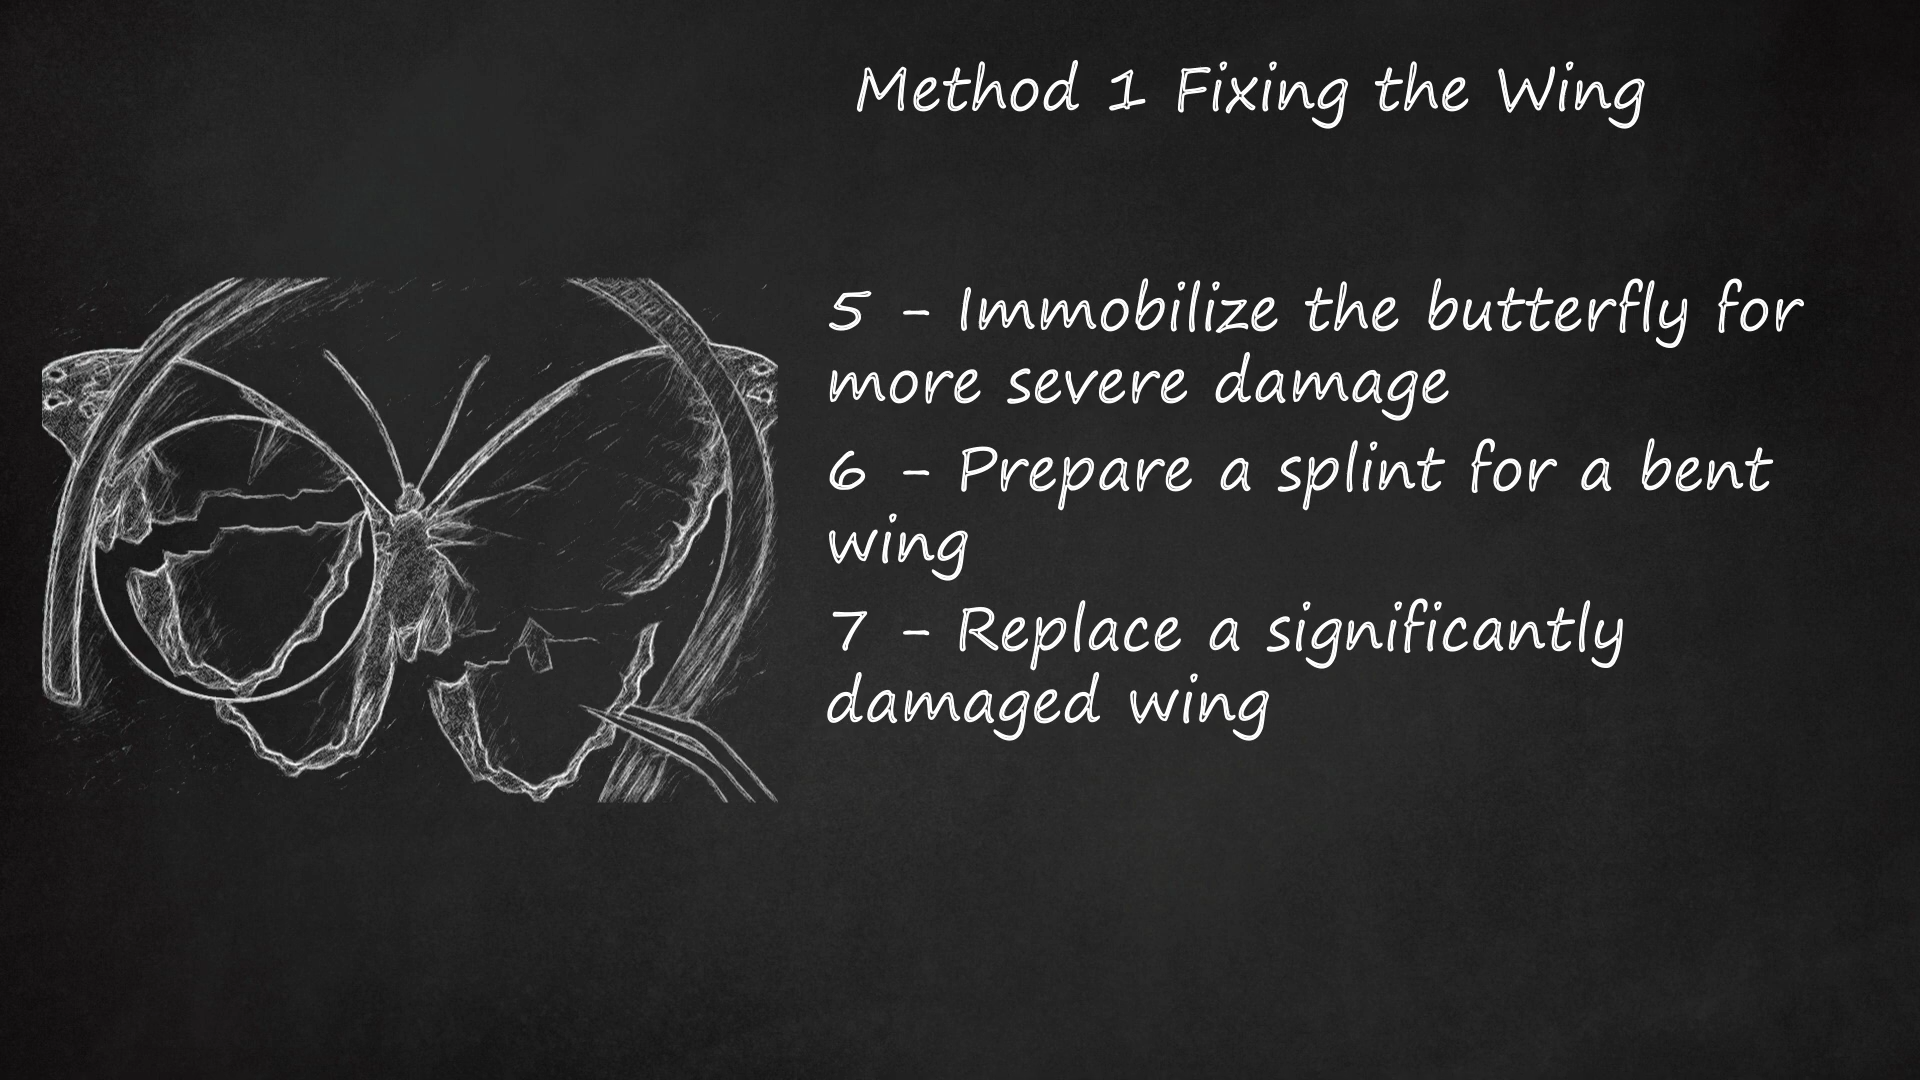 Method 1 Fixing the Wing
5 - Immobilize the butterfly for
more severe damage
6 - Prepare a splint for a bent
wing
7 - Replace a significantly
damaged wing